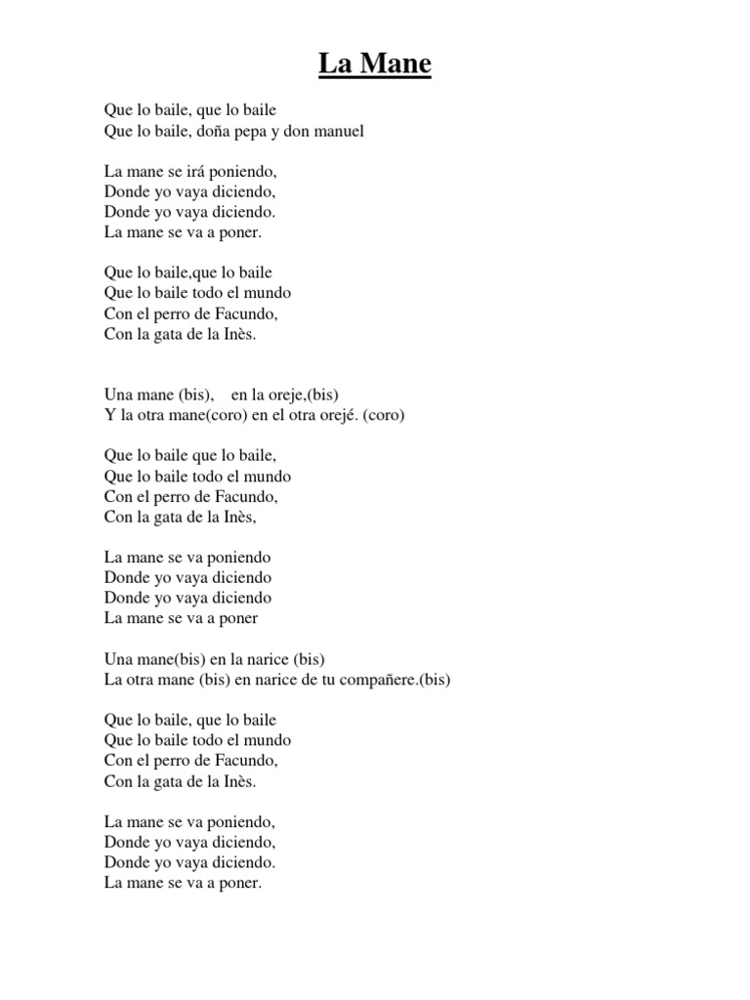 La Mane
Que lo baile, que lo baile
Que lo baile, doña pepa y don manuel
La mane se irá poniendo,
Donde yo vaya diciendo,
Donde yo vaya diciendo.
La mane se va a poner.
Que lo baile,que lo baile
Que lo baile todo el mundo
Con el perro de Facundo,
Con la gata de la Inès.
Una mane (bis), en la oreje,(bis)
Y la otra mane(coro) en el otra orejé. (coro)
Que lo baile que lo baile,
Que lo baile todo el mundo
Con el perro de Facundo,
Con la gata de la Inès,
La mane se va poniendo
Donde yo vaya diciendo
Donde yo vaya diciendo
La mane se va a poner
Una mane(bis) en la narice (bis)
La otra mane (bis) en narice de tu compañere.(bis)
Que lo baile, que lo baile
Que lo baile todo el mundo
Con el perro de Facundo,
Con la gata de la Inès.
La mane se va poniendo,
Donde yo vaya diciendo,
Donde yo vaya diciendo.
La mane se va a poner.